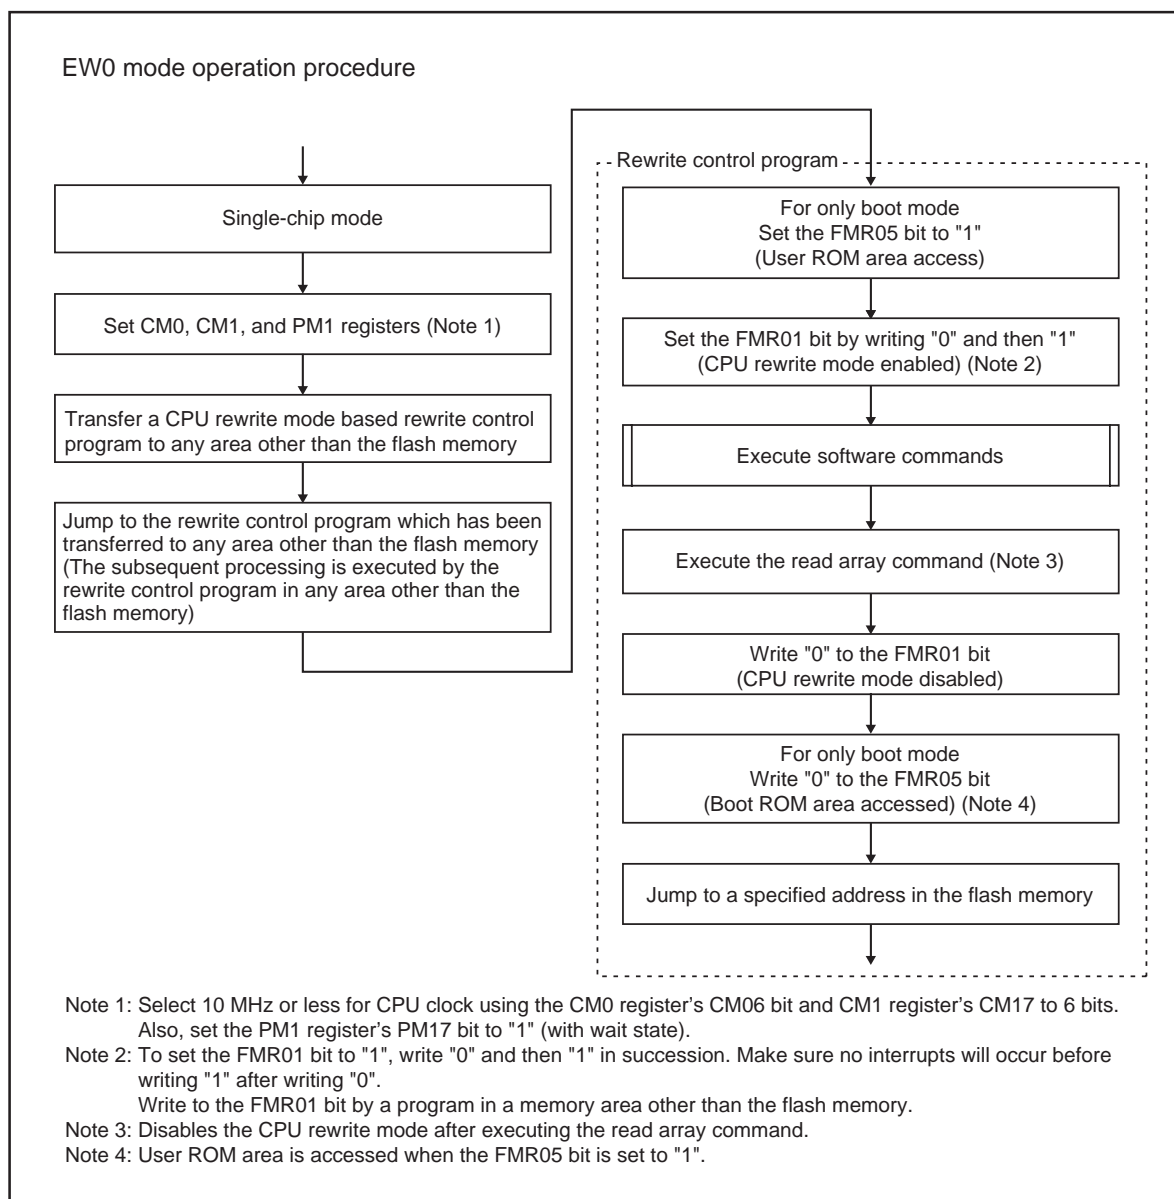 EW0 mode operation procedure
Single-chip mode
Set CM0, CM1, and PM1 registers (Note 1)
Transfer a CPU rewrite mode based rewrite control
program to any area other than the flash memory
Jump to the rewrite control program which has been
transferred to any area other than the flash memory
(The subsequent processing is executed by the
rewrite control program in any area other than the
flash memory)
Rewrite control program
For only boot mode
Set the FMR05 bit to "1"
(User ROM area access)
Set the FMR01 bit by writing "0" and then "1"
(CPU rewrite mode enabled) (Note 2)
Execute software commands
Execute the read array command (Note 3)
Write "0" to the FMR01 bit
(CPU rewrite mode disabled)
For only boot mode
Write "0" to the FMR05 bit
(Boot ROM area accessed) (Note 4)
Jump to a specified address in the flash memory
Note 1: Select 10 MHz or less for CPU clock using the CM0 register’s CM06 bit and CM1 register’s CM17 to 6 bits.
Also, set the PM1 register’s PM17 bit to "1" (with wait state).
Note 2: To set the FMR01 bit to "1", write "0" and then "1" in succession. Make sure no interrupts will occur before
writing "1" after writing "0".
Write to the FMR01 bit by a program in a memory area other than the flash memory.
Note 3: Disables the CPU rewrite mode after executing the read array command.
Note 4: User ROM area is accessed when the FMR05 bit is set to "1".